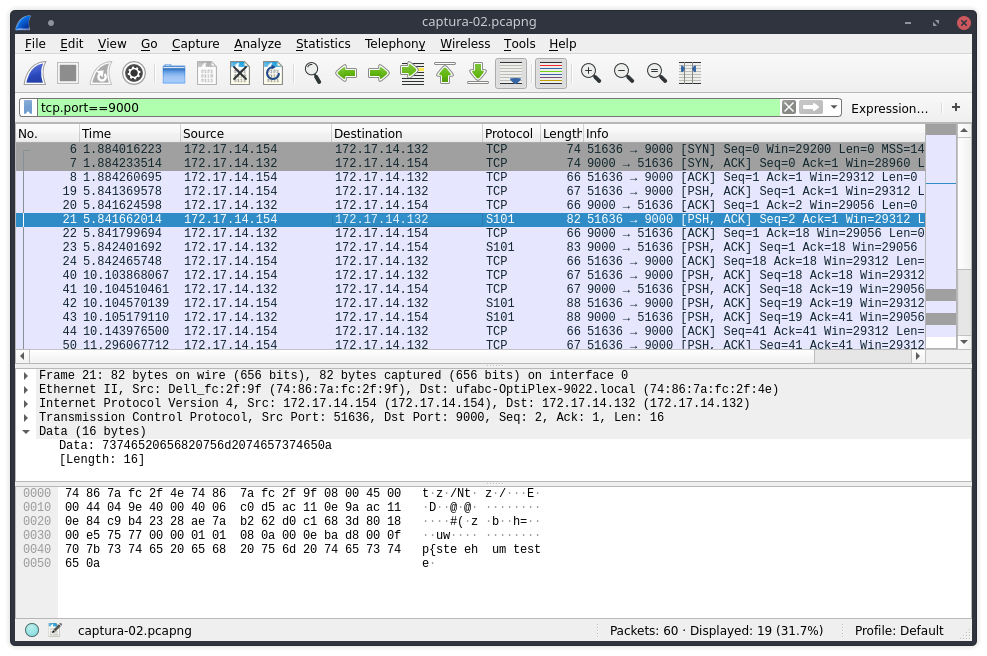 captura-02.pcapng
File Edit View Go Capture Analyze Statistics Telephony Wireless Tools Help
tcp.port==9000 Expression… +
No. Time Source Destination Protocol Length Info
6 1.884016223 172.17.14.154 172.17.14.132 TCP 74 51636 → 9000 [SYN] Seq=0 Win=29200 Len=0 MSS=14
7 1.884233514 172.17.14.154 172.17.14.132 TCP 74 9000 → 51636 [SYN, ACK] Seq=0 Ack=1 Win=28960 L
8 1.884260695 172.17.14.154 172.17.14.132 TCP 66 51636 → 9000 [ACK] Seq=1 Ack=1 Win=29312 Len=0
19 5.841369578 172.17.14.154 172.17.14.132 TCP 67 51636 → 9000 [PSH, ACK] Seq=1 Ack=1 Win=29312 L
20 5.841624598 172.17.14.154 172.17.14.132 TCP 66 9000 → 51636 [ACK] Seq=1 Ack=2 Win=29056 Len=0
21 5.841662014 172.17.14.154 172.17.14.132 S101 82 51636 → 9000 [PSH, ACK] Seq=2 Ack=1 Win=29312 L
22 5.841799694 172.17.14.154 172.17.14.132 TCP 66 9000 → 51636 [ACK] Seq=1 Ack=18 Win=29056 Len=0
23 5.842401692 172.17.14.154 172.17.14.132 S101 83 9000 → 51636 [PSH, ACK] Seq=1 Ack=18 Win=29056
24 5.842465748 172.17.14.154 172.17.14.132 TCP 66 51636 → 9000 [ACK] Seq=18 Ack=18 Win=29312 Len=
40 10.103868067 172.17.14.154 172.17.14.132 TCP 67 51636 → 9000 [PSH, ACK] Seq=18 Ack=18 Win=29312
41 10.104510461 172.17.14.154 172.17.14.132 TCP 67 9000 → 51636 [PSH, ACK] Seq=18 Ack=19 Win=29056
42 10.104570139 172.17.14.154 172.17.14.132 S101 88 51636 → 9000 [PSH, ACK] Seq=19 Ack=19 Win=29312
43 10.105179110 172.17.14.154 172.17.14.132 S101 88 9000 → 51636 [PSH, ACK] Seq=19 Ack=41 Win=29056
44 10.143976500 172.17.14.154 172.17.14.132 TCP 66 51636 → 9000 [ACK] Seq=41 Ack=41 Win=29312 Len=
50 11.296067712 172.17.14.154 172.17.14.132 TCP 67 51636 → 9000 [PSH, ACK] Seq=41 Ack=41 Win=29312
Frame 21: 82 bytes on wire (656 bits), 82 bytes captured (656 bits) on interface 0
Ethernet II, Src: Dell_fc:2f:9f (74:86:7a:fc:2f:9f), Dst: ufabc-OptiPlex-9022.local (74:86:7a:fc:2f:4e)
Internet Protocol Version 4, Src: 172.17.14.154 (172.17.14.154), Dst: 172.17.14.132 (172.17.14.132)
Transmission Control Protocol, Src Port: 51636, Dst Port: 9000, Seq: 2, Ack: 1, Len: 16
Data (16 bytes)
Data: 73746520656820756d2074657374650a
[Length: 16]
0000 74 86 7a fc 2f 4e 74 86 7a fc 2f 9f 08 00 45 00 t·z·/Nt· z·/···E·
0010 00 44 04 9e 40 00 40 06 c0 d5 ac 11 0e 9a ac 11 ·D··@·@· ········
0020 0e 84 c9 b4 23 28 ae 7a b2 62 d0 c1 68 3d 80 18 ····#(·z ·b··h=··
0030 00 e5 75 77 00 00 01 01 08 0a 00 0e ba d8 00 0f ··uw···· ········
0040 70 7b 73 74 65 20 65 68 20 75 6d 20 74 65 73 74 p{ste eh um test
0050 65 0a e·
captura-02.pcapng Packets: 60 · Displayed: 19 (31.7%) Profile: Default